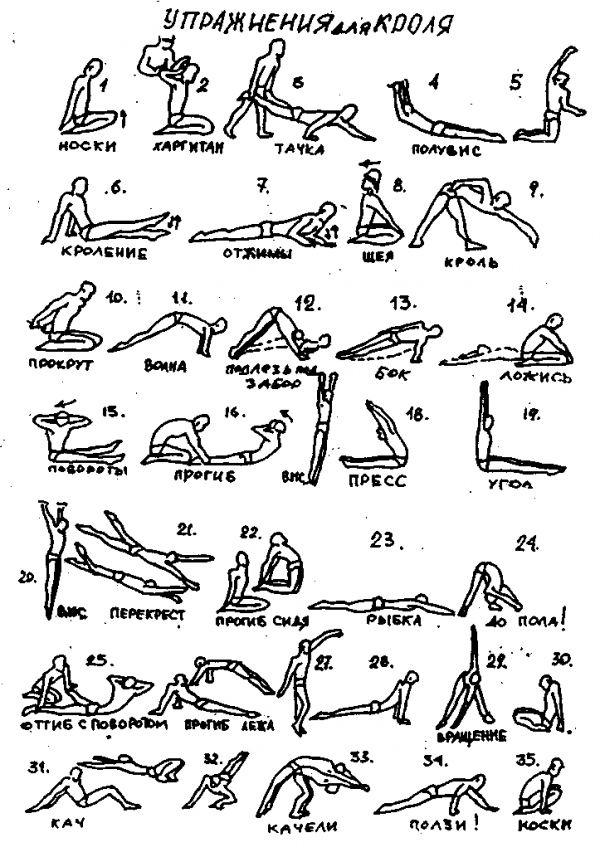 УПРАЖНЕНИЯ для КРОЛЯ
1 2 3 4 5
НОСКИ ХАРГИТАИ ТАЧКА ПОЛУВИС
6. 7. 8. 9.
КРОЛЕНИЕ ОТЖИМЫ ШЕЯ КРОЛЬ
10. 11. 12. 13. 14.
ПРОКРУТ ВОЛНА ПОДЛЕЗЬ ПОД ЗАБОР БОК ЛОЖИСЬ
15. 16. 18. 19.
ПОВОРОТЫ ПРОГИБ ВИС ПРЕСС УГОЛ
20. 21. 22. 23. 24.
ВИС ПЕРЕКРЕСТ ПРОГИБ СИДЯ РЫБКА ДО ПОЛА!
25. 27. 28. 29. 30.
ОТГИБ С ПОВОРОТОМ ПРОГИБ ЛЕЖА ВРАЩЕНИЕ
31. 32. 33. 34. 35.
КАЧ КАЧЕЛИ ПОЛЗИ! НОСКИ